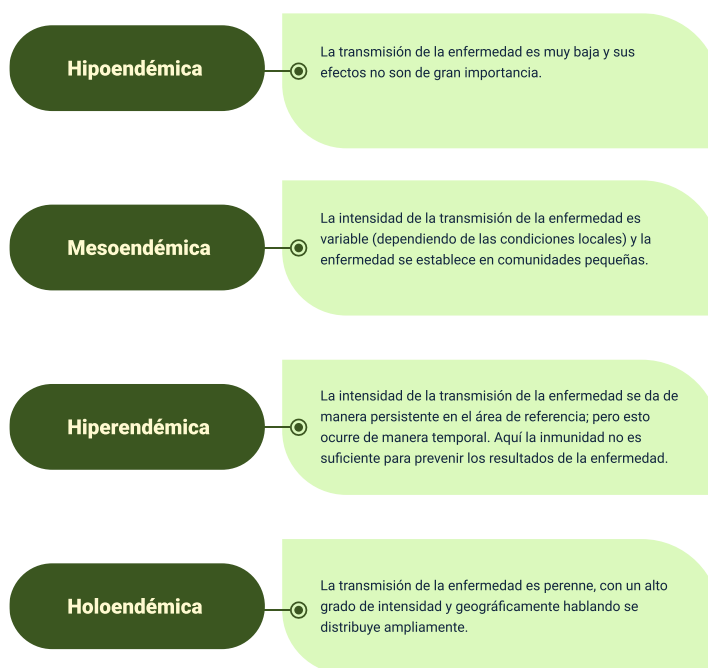 Hipoendémica
La transmisión de la enfermedad es muy baja y sus
efectos no son de gran importancia.
Mesoendémica
La intensidad de la transmisión de la enfermedad es
variable (dependiendo de las condiciones locales) y la
enfermedad se establece en comunidades pequeñas.
Hiperendémica
La intensidad de la transmisión de la enfermedad se da de
manera persistente en el área de referencia; pero esto
ocurre de manera temporal. Aquí la inmunidad no es
suficiente para prevenir los resultados de la enfermedad.
Holoendémica
La transmisión de la enfermedad es perenne, con un alto
grado de intensidad y geográficamente hablando se
distribuye ampliamente.